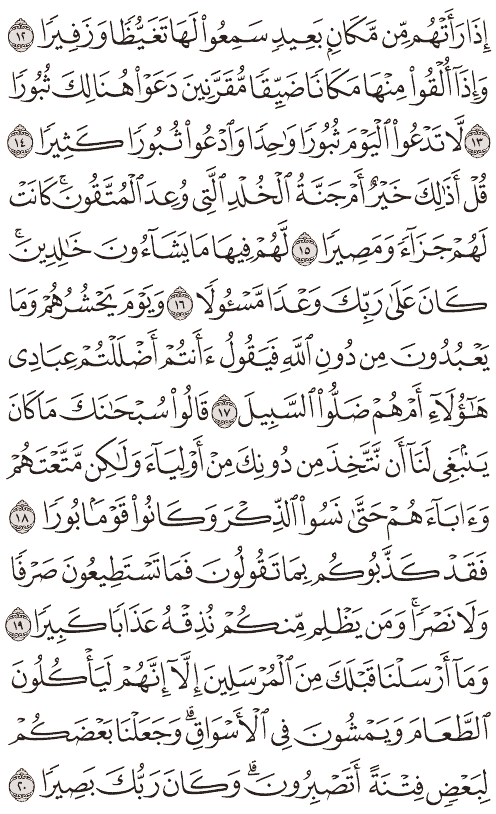 إِذَا رَأَتْهُم مِّن مَّكَانٍۭ بَعِيدٍ سَمِعُوا۟ لَهَا تَغَيُّظًا وَزَفِيرًا ١٢
وَإِذَآ أُلْقُوا۟ مِنْهَا مَكَانًا ضَيِّقًا مُّقَرَّنِينَ دَعَوْا۟ هُنَالِكَ ثُبُورًا
١٣ لَّا تَدْعُوا۟ ٱلْيَوْمَ ثُبُورًا وَٰحِدًا وَٱدْعُوا۟ ثُبُورًا كَثِيرًا ١٤
قُلْ أَذَٰلِكَ خَيْرٌ أَمْ جَنَّةُ ٱلْخُلْدِ ٱلَّتِى وُعِدَ ٱلْمُتَّقُونَ ۚ كَانَتْ
لَهُمْ جَزَآءً وَمَصِيرًا ١٥ لَّهُمْ فِيهَا مَا يَشَآءُونَ خَٰلِدِينَ ۚ
كَانَ عَلَىٰ رَبِّكَ وَعْدًا مَّسْـُٔولًا ١٦ وَيَوْمَ يَحْشُرُهُمْ وَمَا
يَعْبُدُونَ مِن دُونِ ٱللَّهِ فَيَقُولُ ءَأَنتُمْ أَضْلَلْتُمْ عِبَادِى
هَٰٓؤُلَآءِ أَمْ هُمْ ضَلُّوا۟ ٱلسَّبِيلَ ١٧ قَالُوا۟ سُبْحَٰنَكَ مَا كَانَ
يَنۢبَغِى لَنَآ أَن نَّتَّخِذَ مِن دُونِكَ مِنْ أَوْلِيَآءَ وَلَٰكِن مَّتَّعْتَهُمْ
وَءَابَآءَهُمْ حَتَّىٰ نَسُوا۟ ٱلذِّكْرَ وَكَانُوا۟ قَوْمًۢا بُورًا ١٨
فَقَدْ كَذَّبُوكُم بِمَا تَقُولُونَ فَمَا تَسْتَطِيعُونَ صَرْفًا
وَلَا نَصْرًا ۚ وَمَن يَظْلِم مِّنكُمْ نُذِقْهُ عَذَابًا كَبِيرًا ١٩
وَمَآ أَرْسَلْنَا قَبْلَكَ مِنَ ٱلْمُرْسَلِينَ إِلَّآ إِنَّهُمْ لَيَأْكُلُونَ
ٱلطَّعَامَ وَيَمْشُونَ فِى ٱلْأَسْوَاقِ ۗ وَجَعَلْنَا بَعْضَكُمْ
لِبَعْضٍ فِتْنَةً أَتَصْبِرُونَ ۗ وَكَانَ رَبُّكَ بَصِيرًا ٢٠